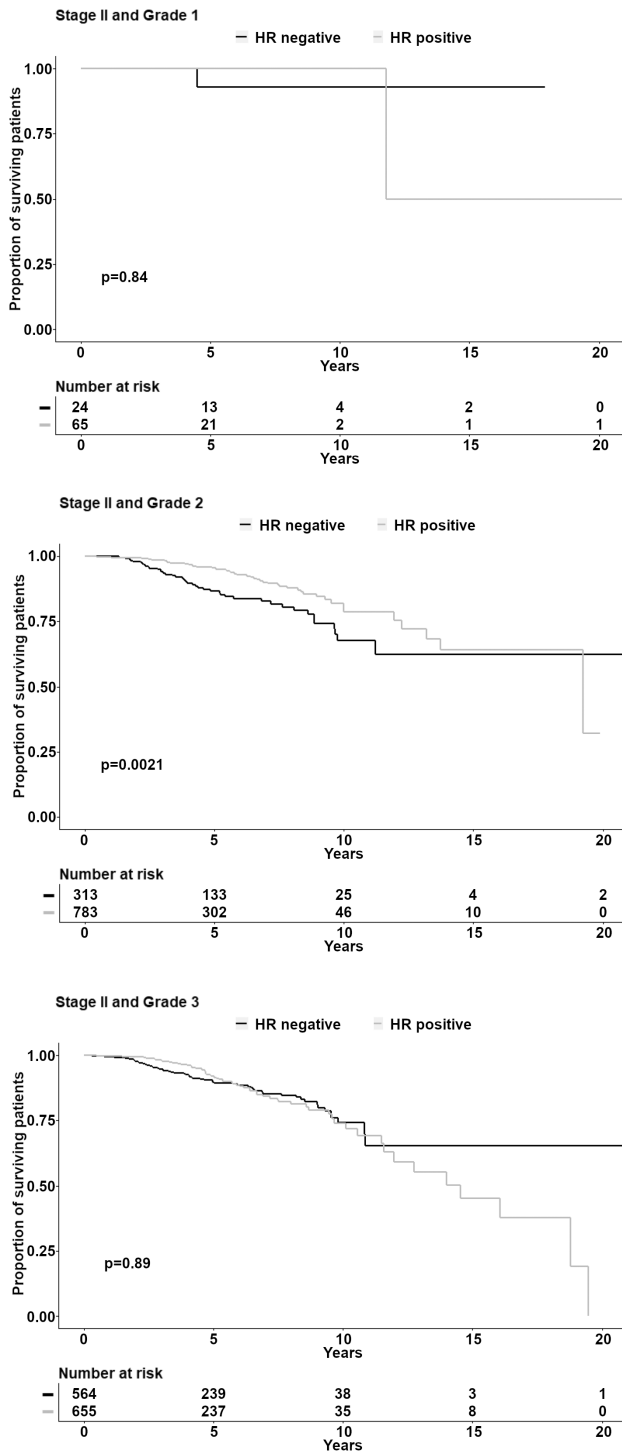 Stage II and Grade 1
HR negative HR positive
Proportion of surviving patients
1.00
0.75
0.50
0.25
0.00
p=0.84
0 5 10 15 20
Years
Number at risk
24 13 4 2 0
65 21 2 1 1
0 5 10 15 20
Years
Stage II and Grade 2
HR negative HR positive
Proportion of surviving patients
1.00
0.75
0.50
0.25
0.00
p=0.0021
0 5 10 15 20
Years
Number at risk
313 133 25 4 2
783 302 46 10 0
0 5 10 15 20
Years
Stage II and Grade 3
HR negative HR positive
Proportion of surviving patients
1.00
0.75
0.50
0.25
0.00
p=0.89
0 5 10 15 20
Years
Number at risk
564 239 38 3 1
655 237 35 8 0
0 5 10 15 20
Years